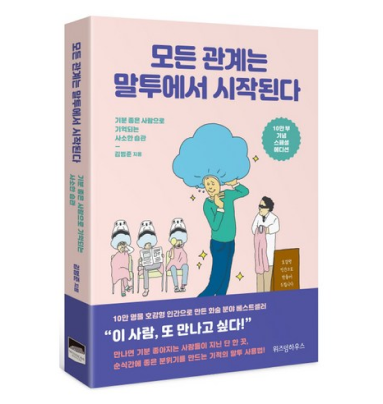 모든 관계는
말투에서 시작된다
기분 좋은 사람으로
기억되는
사소한 습관
김범준 지음
10만 부
기념
스페셜
에디션
10만 명을 호감형 인간으로 만든 화술 분야 베스트셀러
“이 사람, 또 만나고 싶다!”
만나면 기분 좋아지는 사람들이 지닌 단 한 끗,
순식간에 좋은 분위기를 만드는 기적의 말투 사용법!
위즈덤하우스
모든 관계는 말투에서 시작된다
기분 좋은 사람으로 기억되는
사소한 습관
김범준 지음